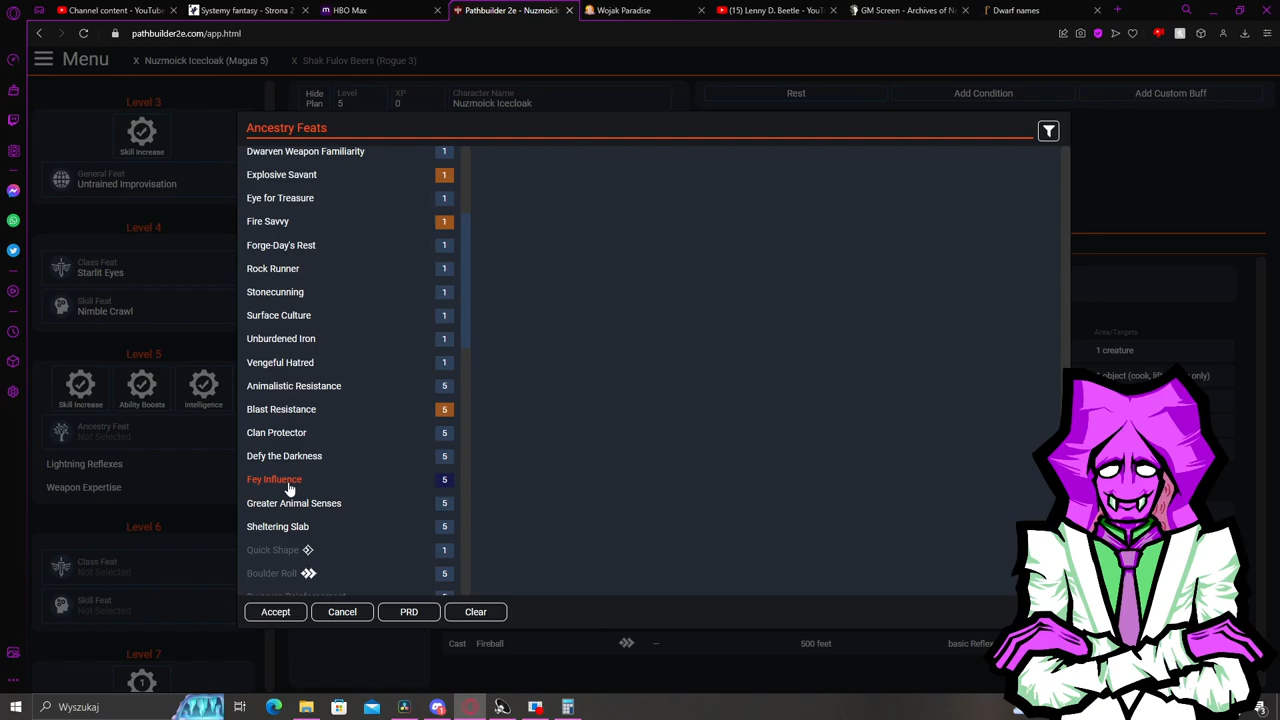 Channel content - YouTube
Systemy fantasy - Strona 2
HBO Max
Pathbuilder 2e - Nuzmoick
Wojak Paradise
(15) Lenny D. Beetle - YouT
GM Screen - Archives of N
Dwarf names
pathbuilder2e.com/app.html
Menu
X Nuzmoick Icecloak (Magus 5)
X Shak Fulov Beers (Rogue 3)
Level 3
Hide Plan
Level
5
XP
0
Character Name
Nuzmoick Icecloak
Rest
Add Condition
Add Custom Buff
Skill Increase
General Feat
Untrained Improvisation
Level 4
Class Feat
Starlit Eyes
Skill Feat
Nimble Crawl
Level 5
Skill Increase
Ability Boosts
Intelligence
Ancestry Feat
Not Selected
Lightning Reflexes
Weapon Expertise
Level 6
Class Feat
Not Selected
Skill Feat
Not Selected
Level 7
1
Ancestry Feats
Dwarven Weapon Familiarity 1
Explosive Savant 1
Eye for Treasure 1
Fire Savvy 1
Forge-Day's Rest 1
Rock Runner 1
Stonecunning 1
Surface Culture 1
Unburdened Iron 1
Vengeful Hatred 1
Animalistic Resistance 5
Blast Resistance 5
Clan Protector 5
Defy the Darkness 5
Fey Influence 5
Greater Animal Senses 5
Sheltering Slab 5
Quick Shape 1
Boulder Roll 5
Accept
Cancel
PRD
Clear
Area/Targets
1 creature
object (cook, lif
only)
Cast Fireball — 500 feet basic Reflex
Wyszukaj